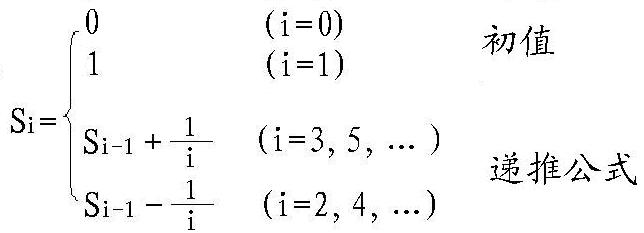 0 (i=0) 初值
1 (i=1)
Si=
Si-1 + 1/i (i=3, 5, … ) 递推公式
Si-1 − 1/i (i=2, 4, …)